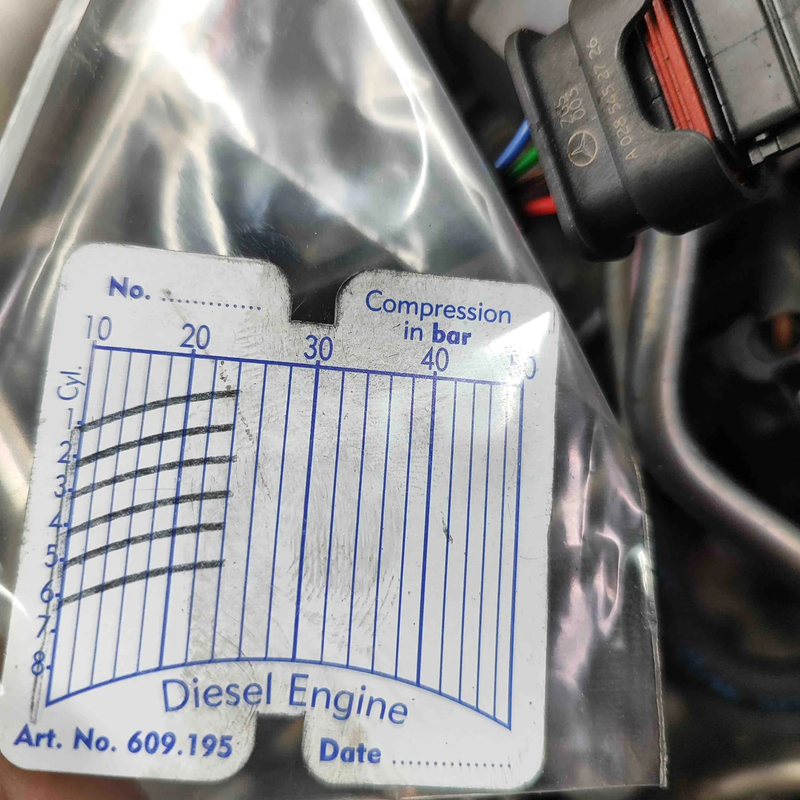 A 028 545 27 26
No. ................
Compression
in bar
10 20 30 40 50
Cyl.
1
2
3
4
5
6
7
8
Diesel Engine
Art. No. 609.195
Date ................